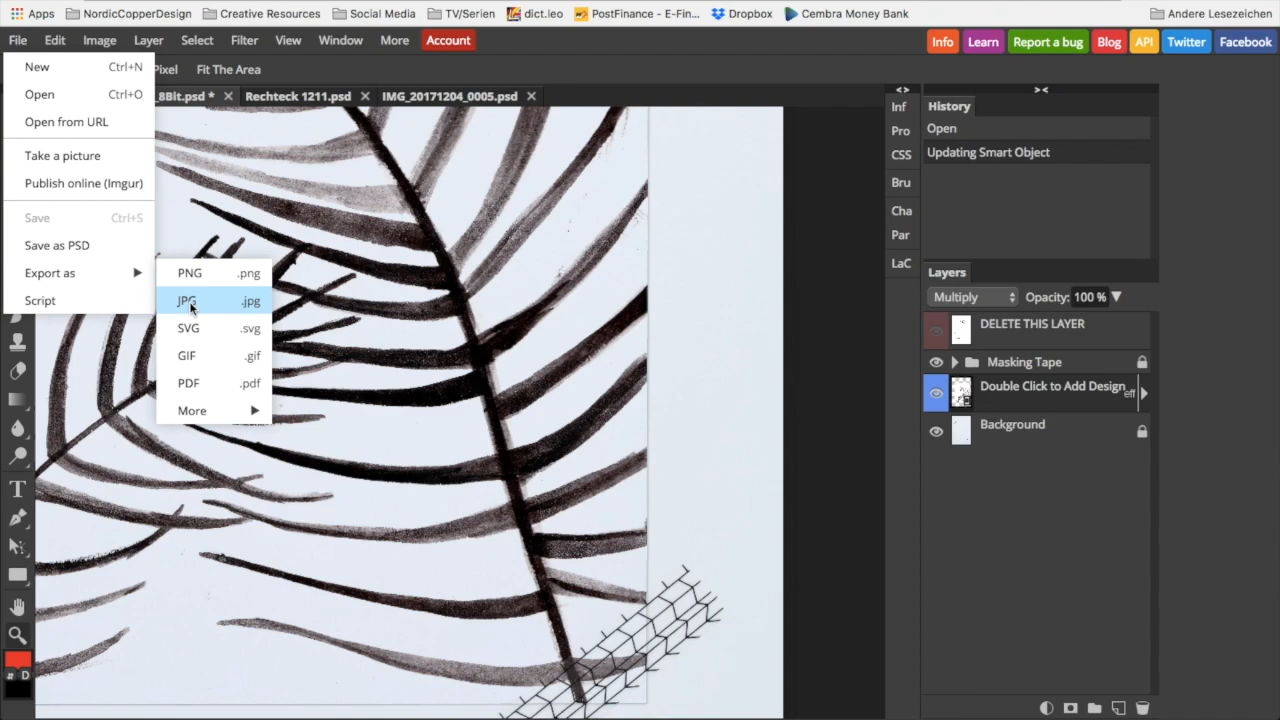 Apps NordicCopperDesign Creative Resources Social Media TV/Serien dict.leo PostFinance - E-Fin... Dropbox Cembra Money Bank Andere Lesezeichen
File Edit Image Layer Select Filter View Window More Account Info Learn Report a bug Blog API Twitter Facebook
Pixel Fit The Area
_8Bit.psd * Rechteck 1211.psd IMG_20171204_0005.psd
New Ctrl+N
Open Ctrl+O
Open from URL
Take a picture
Publish online (Imgur)
Save Ctrl+S
Save as PSD
Export as
Script
PNG .png
JPG .jpg
SVG .svg
GIF .gif
PDF .pdf
More
T
D
Inf
Pro
CSS
Bru
Cha
Par
LaC
History
Open
Updating Smart Object
Layers
Multiply Opacity: 100 %
DELETE THIS LAYER
Masking Tape
Double Click to Add Design
eff
Background